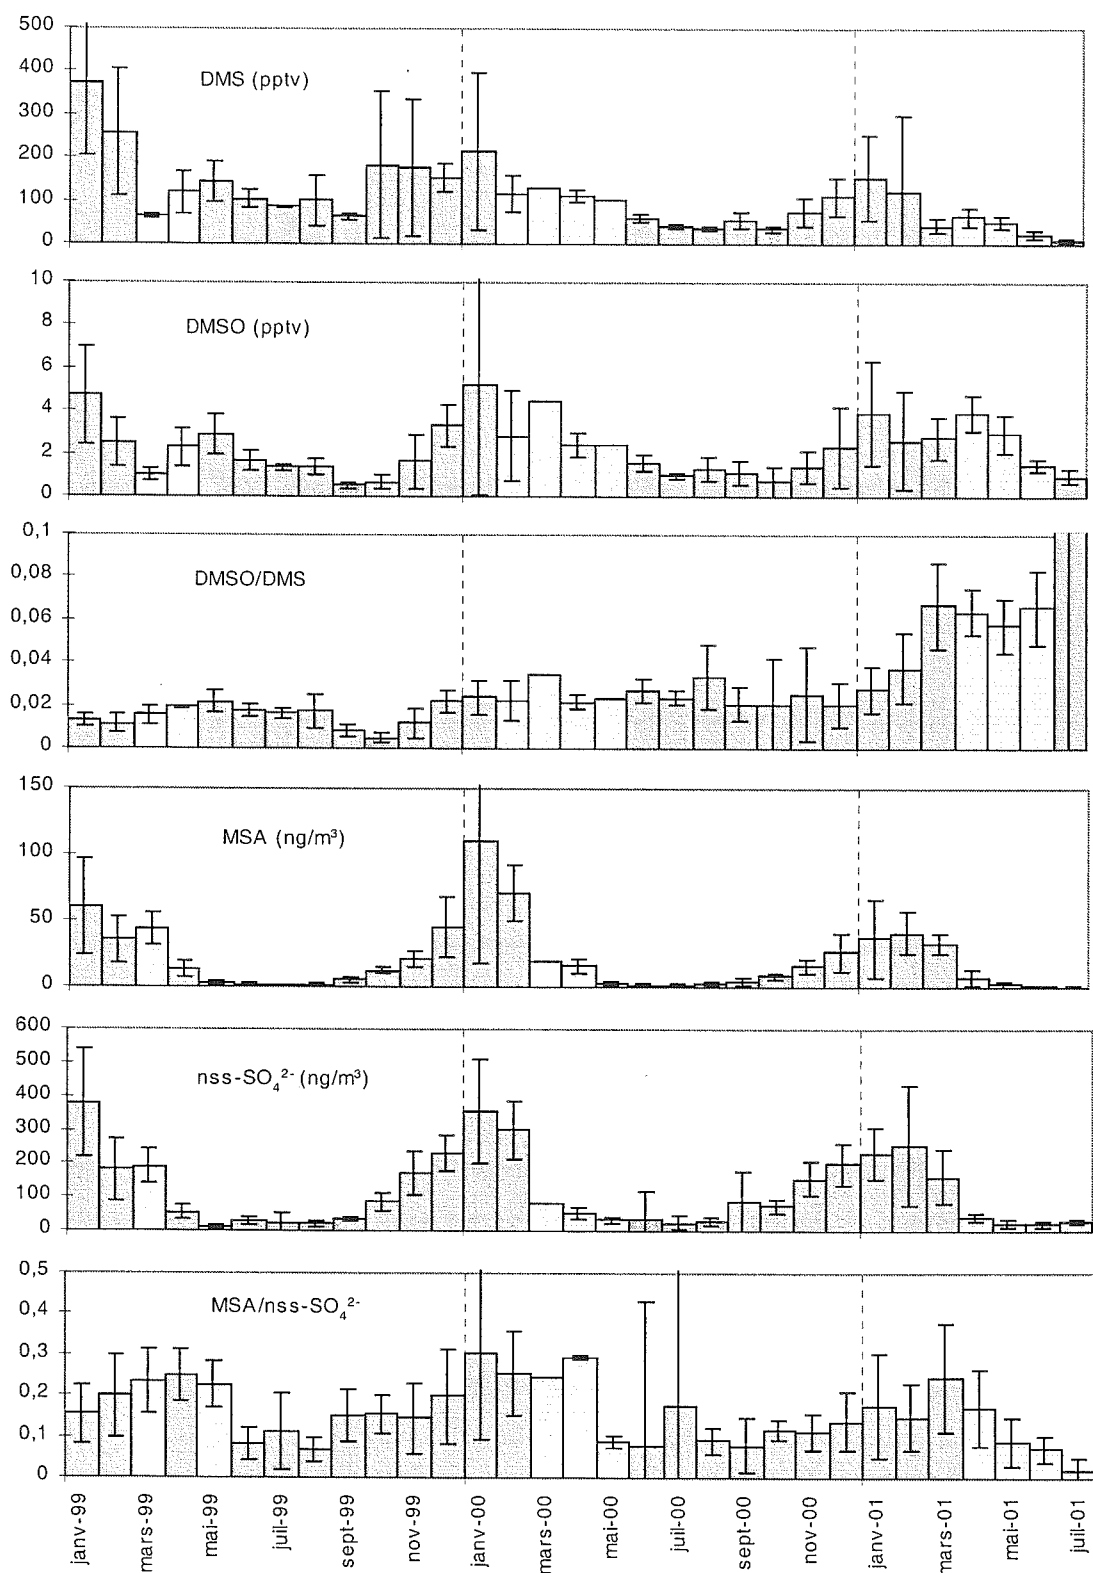 500
400
300
200
100
0
DMS (pptv)
10
8
6
4
2
0
DMSO (pptv)
0,1
0,08
0,06
0,04
0,02
0
DMSO/DMS
150
100
50
0
MSA (ng/m³)
600
500
400
300
200
100
0
nss-SO₄²⁻ (ng/m³)
0,5
0,4
0,3
0,2
0,1
0
MSA/nss-SO₄²⁻
janv-99
mars-99
mai-99
juil-99
sept-99
nov-99
janv-00
mars-00
mai-00
juil-00
sept-00
nov-00
janv-01
mars-01
mai-01
juil-01